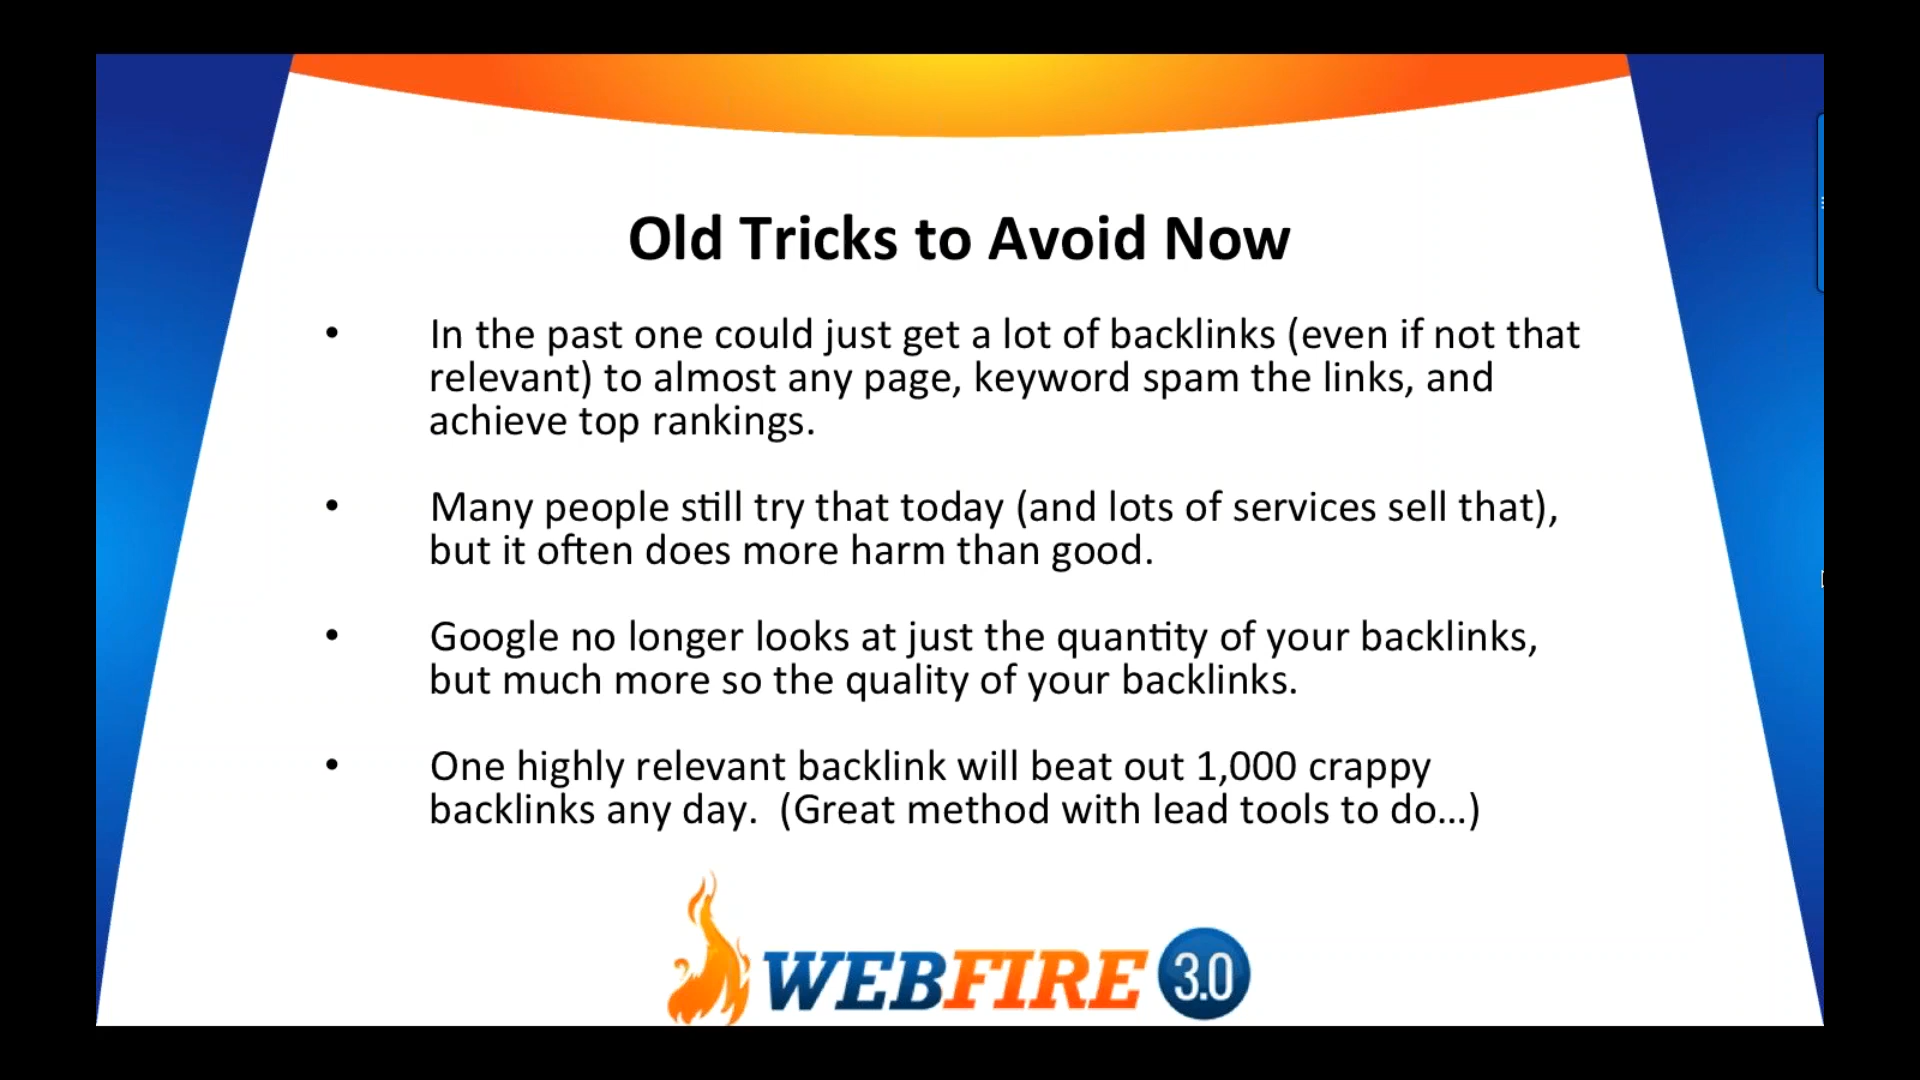 Old Tricks to Avoid Now
• In the past one could just get a lot of backlinks (even if not that
relevant) to almost any page, keyword spam the links, and
achieve top rankings.
• Many people still try that today (and lots of services sell that),
but it often does more harm than good.
• Google no longer looks at just the quantity of your backlinks,
but much more so the quality of your backlinks.
• One highly relevant backlink will beat out 1,000 crappy
backlinks any day.  (Great method with lead tools to do...)
WEBFIRE 3.0